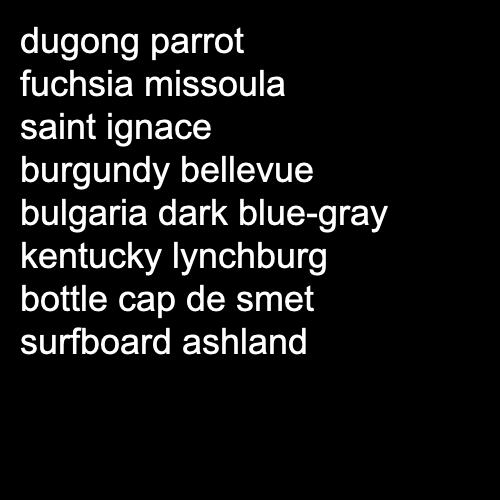 dugong parrot
fuchsia missoula
saint ignace
burgundy bellevue
bulgaria dark blue-gray
kentucky lynchburg
bottle cap de smet
surfboard ashland